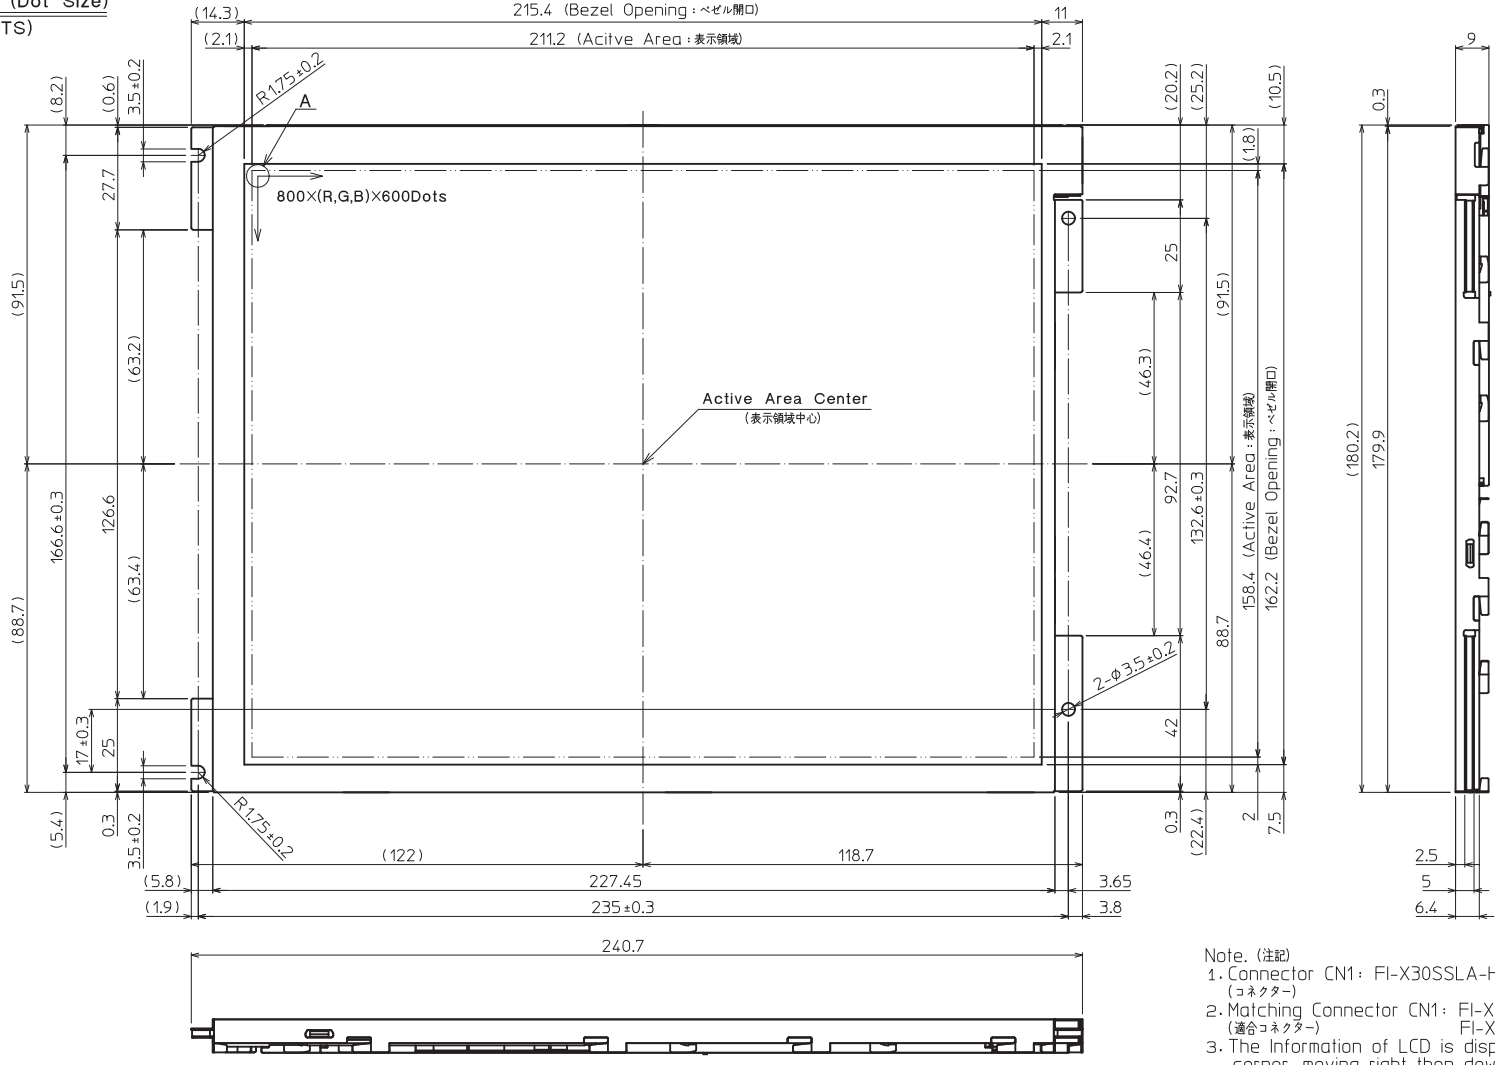 (Dot Size)
TS)
(14.3)
215.4 (Bezel Opening：ベゼル開口)
11
(2.1)
211.2 (Acitve Area：表示領域)
2.1
9
(8.2)
(0.6)
3.5±0.2
R1.75±0.2
A
(20.2)
(25.2)
(10.5)
0.3
(1.8)
27.7
800×(R,G,B)×600Dots
25
(91.5)
(91.5)
(63.2)
(46.3)
Active Area Center
(表示領域中心)
158.4 (Active Area：表示領域)
162.2 (Bezel Opening：ベゼル開口)
(180.2)
179.9
166.6±0.3
126.6
92.7
132.6±0.3
(63.4)
(46.4)
(88.7)
88.7
2-φ3.5±0.2
17±0.3
25
42
(5.4)
0.3
3.5±0.2
R1.75±0.2
0.3
(22.4)
2
7.5
(122)
118.7
2.5
(5.8)
227.45
3.65
5
(1.9)
235±0.3
3.8
6.4
240.7
Note. (注記)
1. Connector CN1: FI-X30SSLA-H
(コネクター)
2. Matching Connector CN1: FI-X
(適合コネクター) FI-X
3. The Information of LCD is disp
corner, moving right then dow